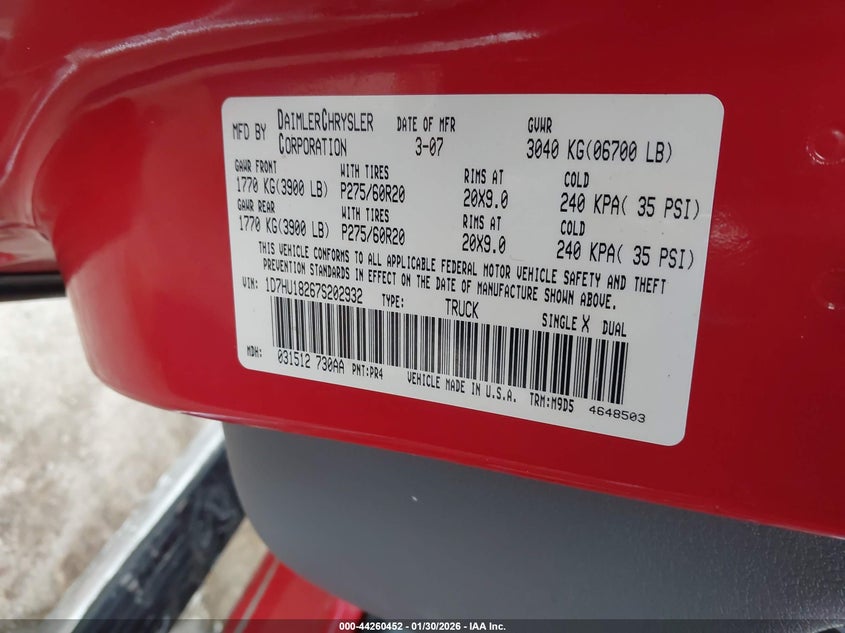 MFD BY DAIMLERCHRYSLER CORPORATION DATE OF MFR 3-07 GVWR 3040 KG(06700 LB)
GAWR FRONT WITH TIRES RIMS AT COLD
1770 KG(3900 LB) P275/60R20 20X9.0 240 KPA( 35 PSI)
GAWR REAR WITH TIRES RIMS AT COLD
1770 KG(3900 LB) P275/60R20 20X9.0 240 KPA( 35 PSI)
THIS VEHICLE CONFORMS TO ALL APPLICABLE FEDERAL MOTOR VEHICLE SAFETY AND THEFT
PREVENTION STANDARDS IN EFFECT ON THE DATE OF MANUFACTURE SHOWN ABOVE.
VIN: 1D7HU18267S202932 TYPE: TRUCK SINGLE X DUAL
MDH: 031512 730AA PNT:PR4 VEHICLE MADE IN U.S.A. TRM:M9D5 4648503
000-44260452 - 01/30/2026 - IAA Inc.